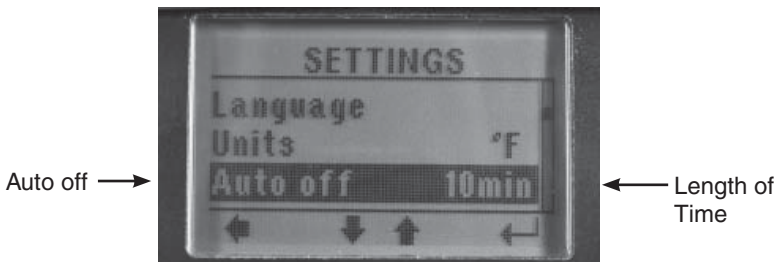 SETTINGS
Language
Units °F
Auto off 10min
Auto off
Length of
Time